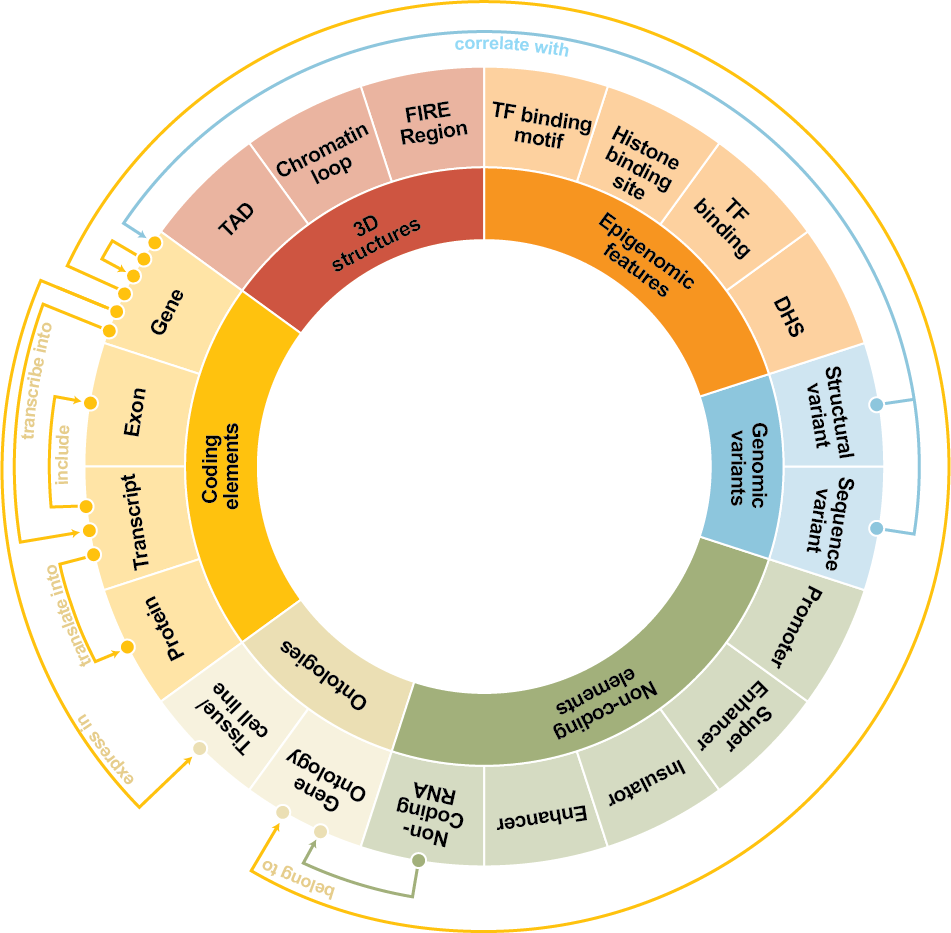 correlate with
FIRE
Region
TF binding
motif
Chromatin
loop
Histone
binding
site
TAD
TF
binding
3D
structures
Epigenomic
features
Gene
DHS
transcribe into
Exon
include
Structural
variant
Coding
elements
Genomic
variants
Transcript
Sequence
variant
translate into
Protein
Promoter
Ontologies
Non-coding
elements
Tissue/
cell line
Super
Enhancer
express in
Gene
Ontology
Non-
Coding
RNA
Enhancer
Insulator
belong to